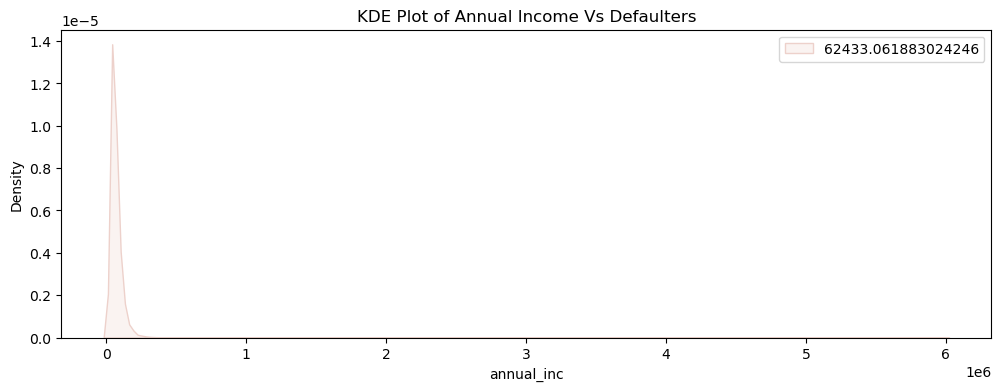 KDE Plot of Annual Income Vs Defaulters
1e−5
62433.061883024246
1.4
1.2
1.0
0.8
0.6
0.4
0.2
0.0
Density
0 1 2 3 4 5 6
1e6
annual_inc